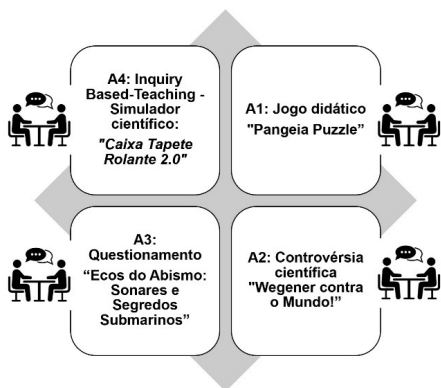 A4: Inquiry
Based-Teaching -
Simulador
científico:
"Caixa Tapete
Rolante 2.0"
A1: Jogo didático
"Pangeia Puzzle”
A3:
Questionamento
“Ecos do Abismo:
Sonares e
Segredos
Submarinos”
A2: Controvérsia
científica
"Wegener contra
o Mundo!”